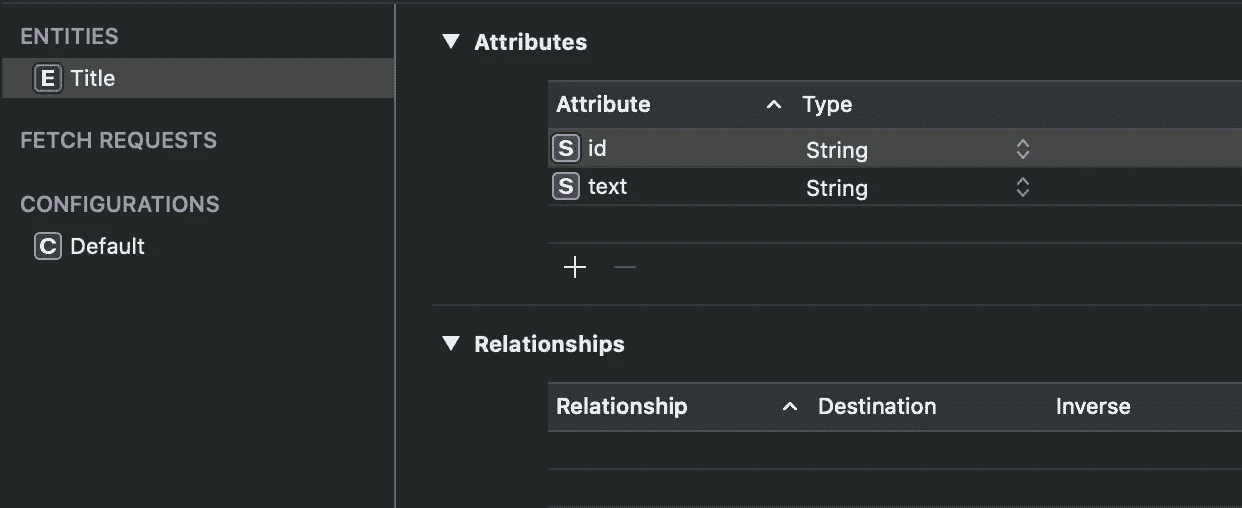 ENTITIES
E Title
FETCH REQUESTS
CONFIGURATIONS
C Default
Attributes
Attribute Type
S id String
S text String
Relationships
Relationship Destination Inverse